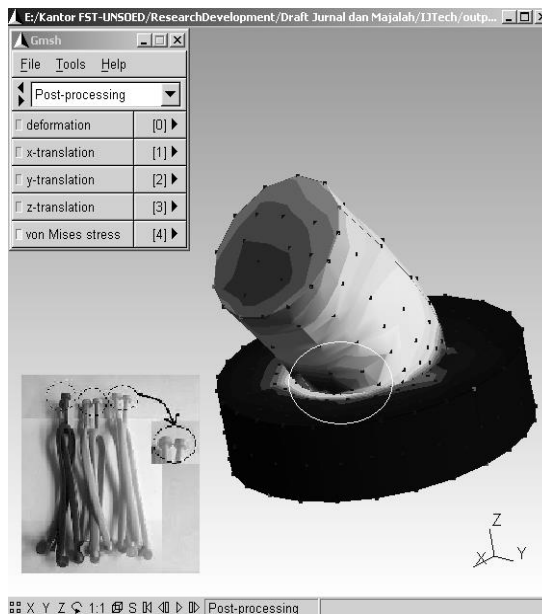 E:/Kantor FST-UNSOED/ResearchDevelopment/Draft Jurnal dan Majalah/IJTech/outp...
Gmsh
File Tools Help
Post-processing
deformation [0]
x-translation [1]
y-translation [2]
z-translation [3]
von Mises stress [4]
Z
X Y
X Y Z 1:1 S Post-processing